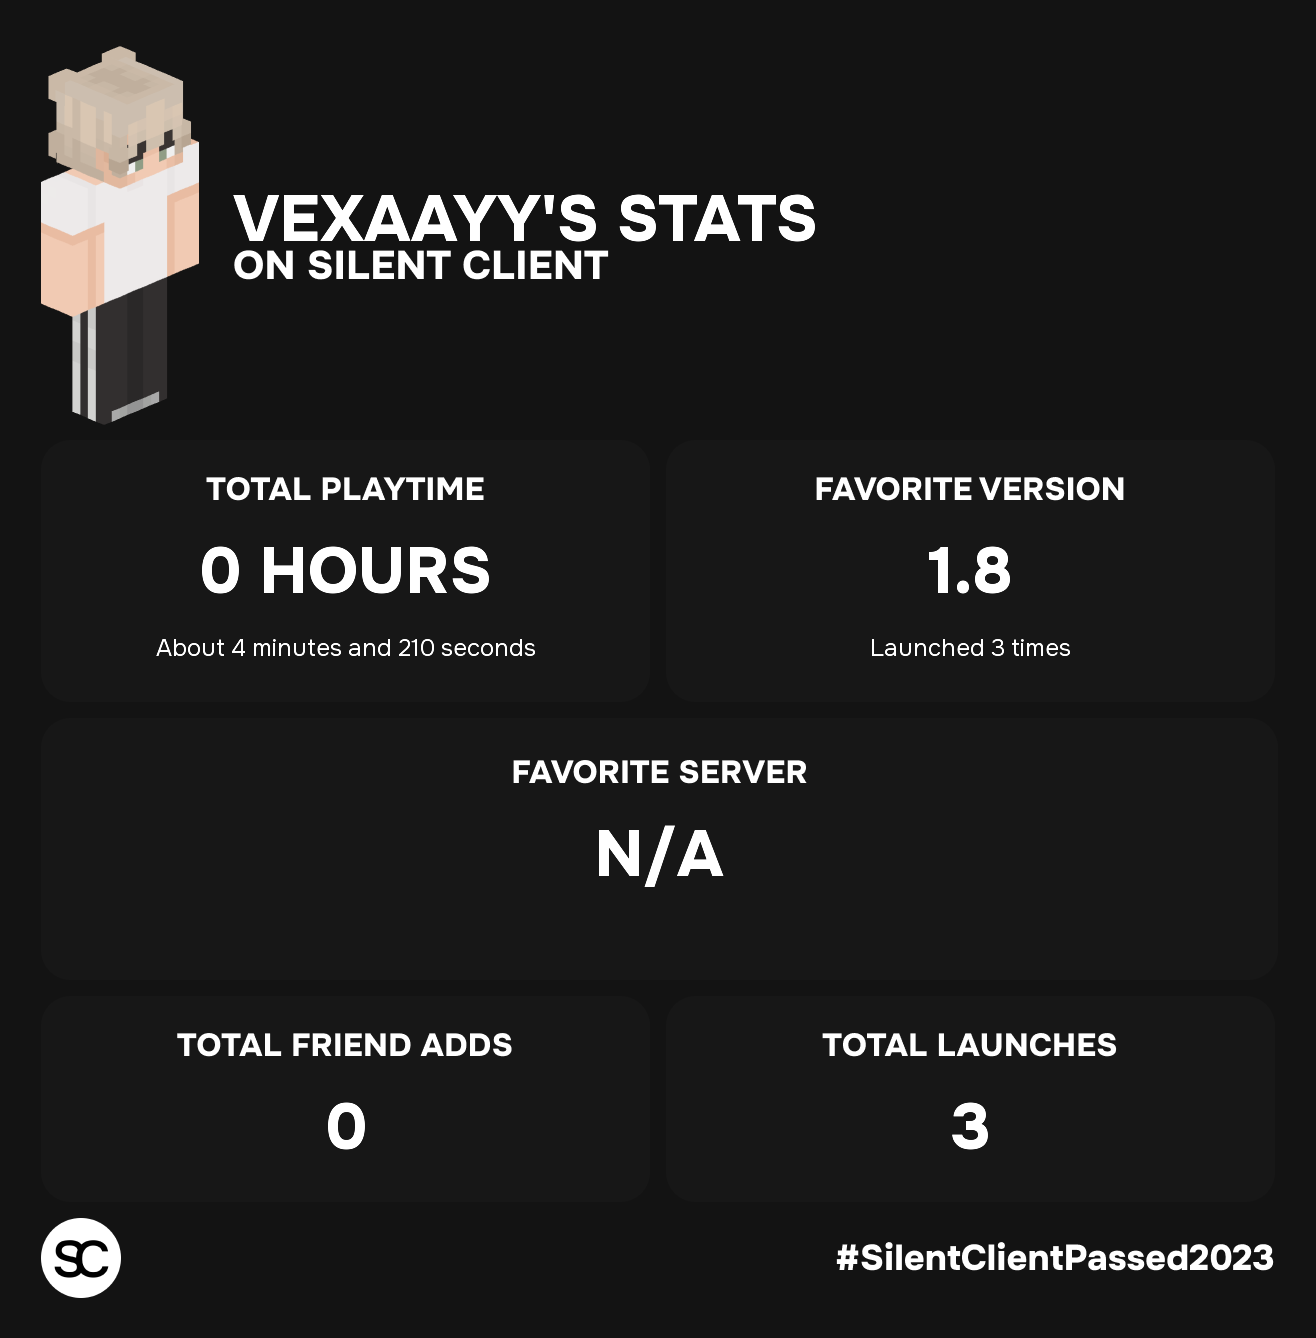 VEXAAYY'S STATS
ON SILENT CLIENT
TOTAL PLAYTIME
0 HOURS
About 4 minutes and 210 seconds
FAVORITE VERSION
1.8
Launched 3 times
FAVORITE SERVER
N/A
TOTAL FRIEND ADDS
0
TOTAL LAUNCHES
3
SC
#SilentClientPassed2023